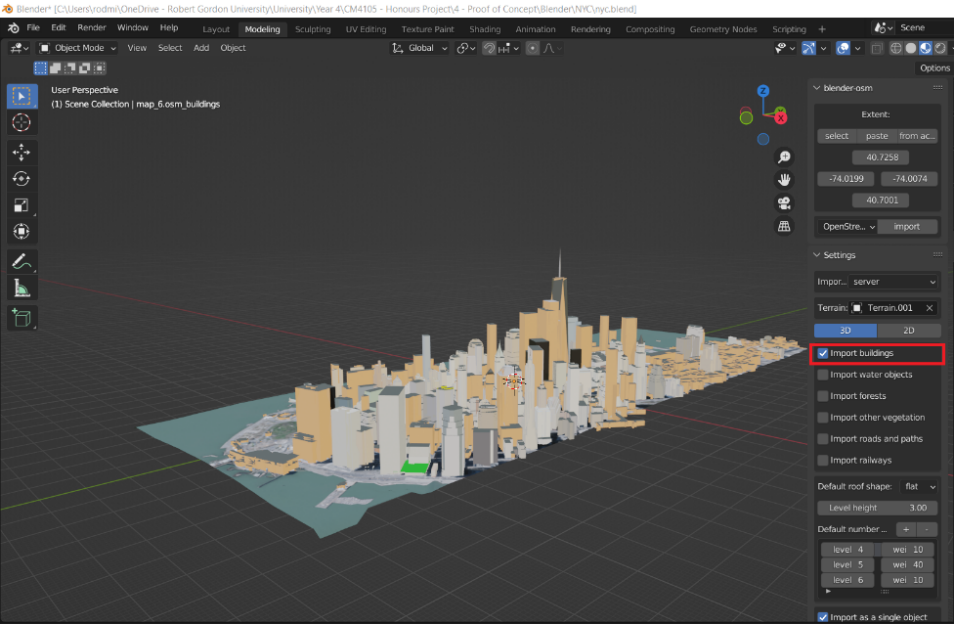 Blender* [C:\Users\rodmi\OneDrive - Robert Gordon University\University\Year 4\CM4105 - Honours Project\4 - Proof of Concept\Blender\NYC\nyc.blend]
File Edit Render Window Help Layout Modeling Sculpting UV Editing Texture Paint Shading Animation Rendering Compositing Geometry Nodes Scripting + Scene
Object Mode View Select Add Object Global
Options
User Perspective
(1) Scene Collection | map_6.osm_buildings
Z
Y
X
blender-osm
Extent:
select paste from ac...
40.7258
-74.0199 -74.0074
40.7001
OpenStre... import
Settings
Impor... server
Terrain: Terrain.001
3D 2D
Import buildings
Import water objects
Import forests
Import other vegetation
Import roads and paths
Import railways
Default roof shape: flat
Level height 3.00
Default number ... + -
level 4 wei 10
level 5 wei 40
level 6 wei 10
Import as a single object